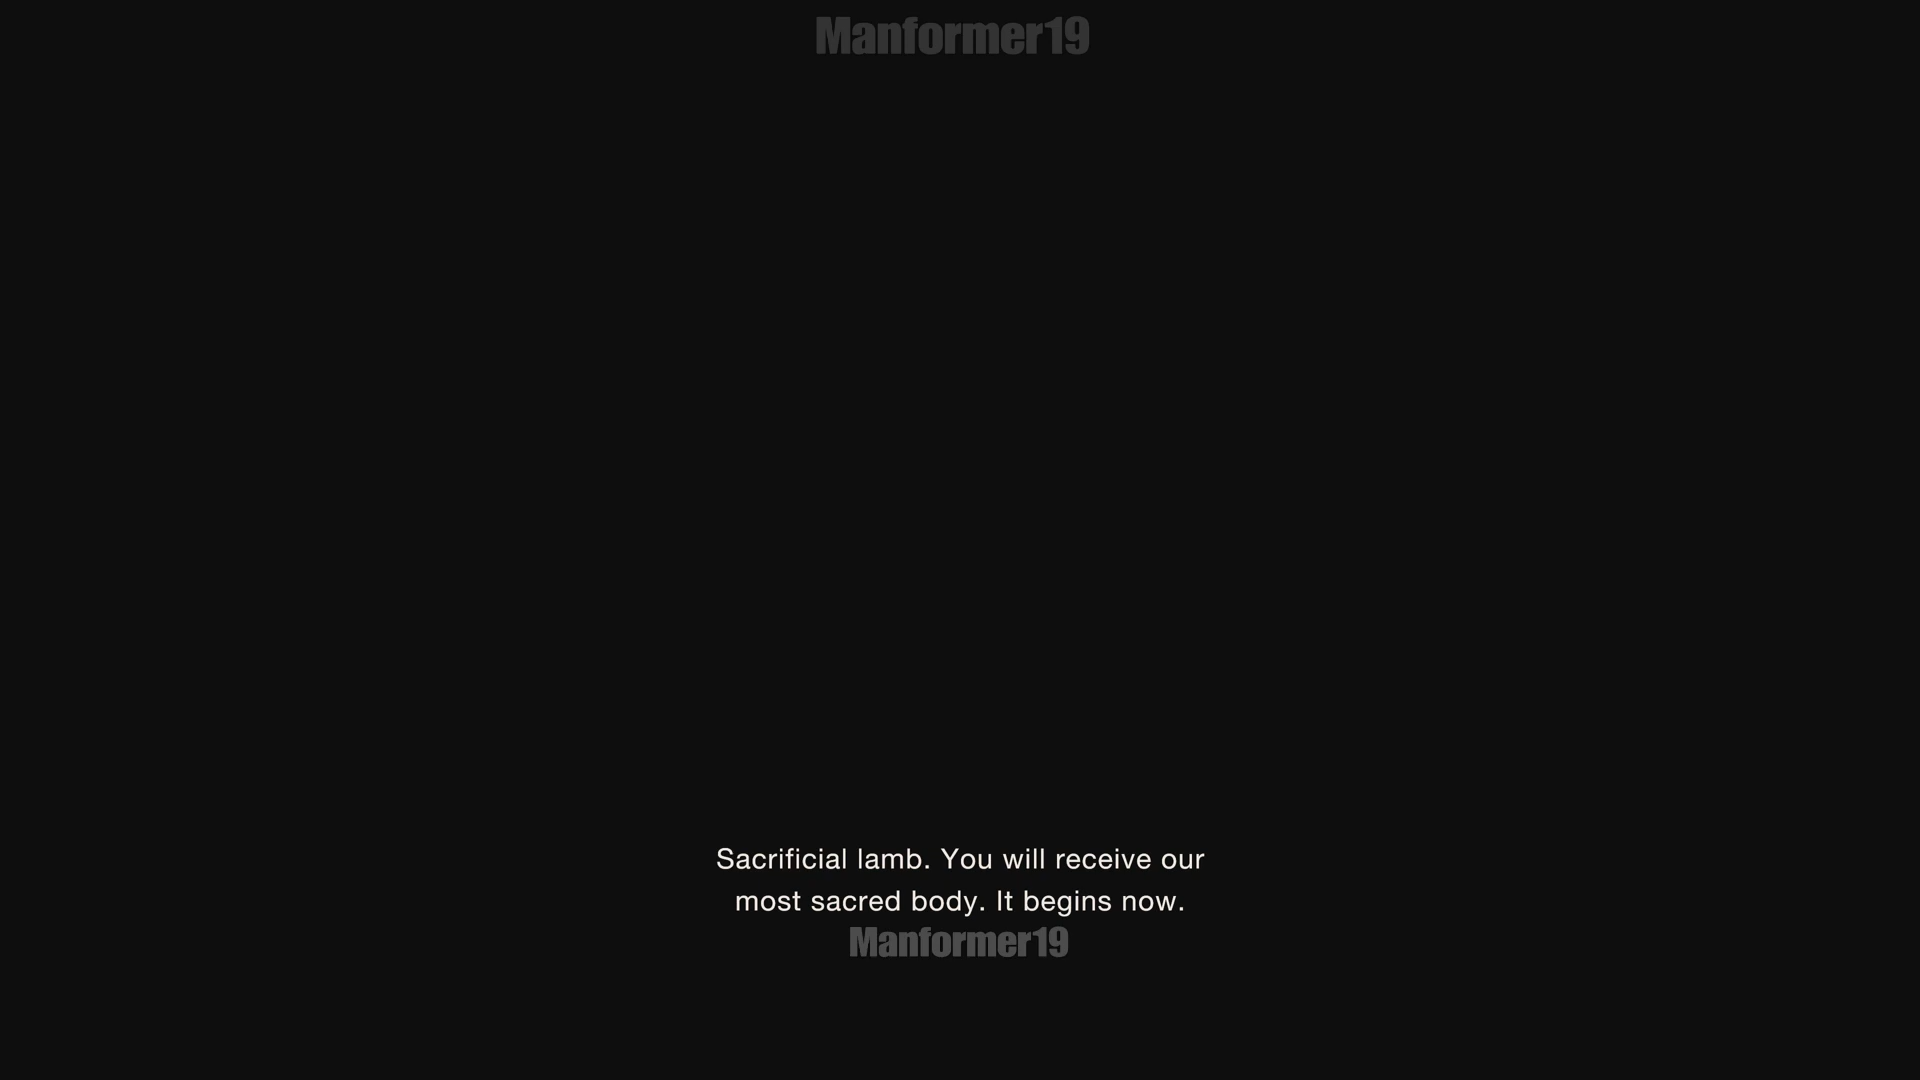 Manformer19
Sacrificial lamb. You will receive our
most sacred body. It begins now.
Manformer19